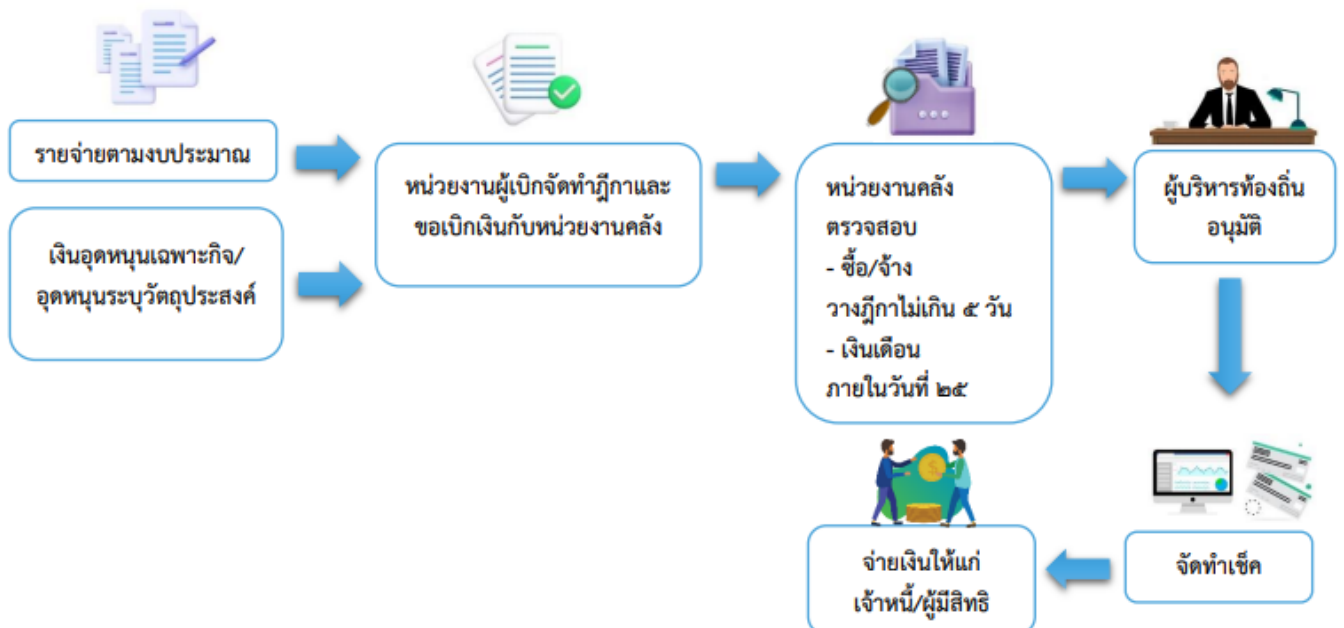 รายจ่ายตามงบประมาณ
เงินอุดหนุนเฉพาะกิจ/
อุดหนุนระบุวัตถุประสงค์
หน่วยงานผู้เบิกจัดทำฎีกาและ
ขอเบิกเงินกับหน่วยงานคลัง
หน่วยงานคลัง
ตรวจสอบ
- ซื้อ/จ้าง
วางฎีกาไม่เกิน ๕ วัน
- เงินเดือน
ภายในวันที่ ๒๕
ผู้บริหารท้องถิ่น
อนุมัติ
จัดทำเช็ค
จ่ายเงินให้แก่
เจ้าหนี้/ผู้มีสิทธิ